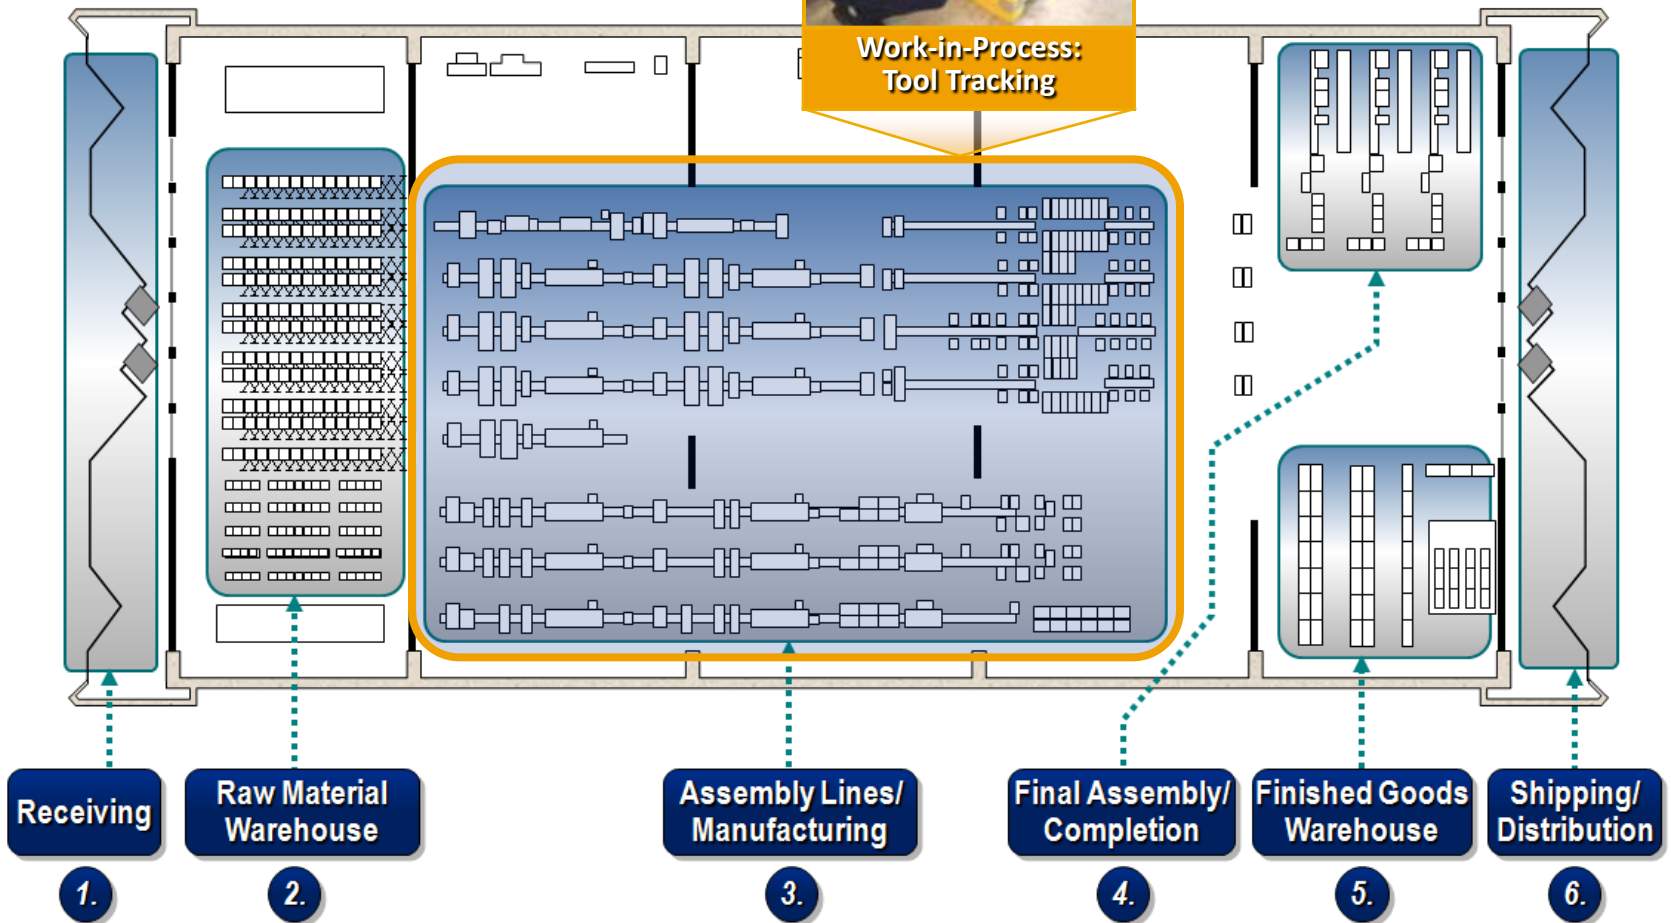 Work-in-Process:
Tool Tracking
Receiving
Raw Material
Warehouse
Assembly Lines/
Manufacturing
Final Assembly/
Completion
Finished Goods
Warehouse
Shipping/
Distribution
1.
2.
3.
4.
5.
6.